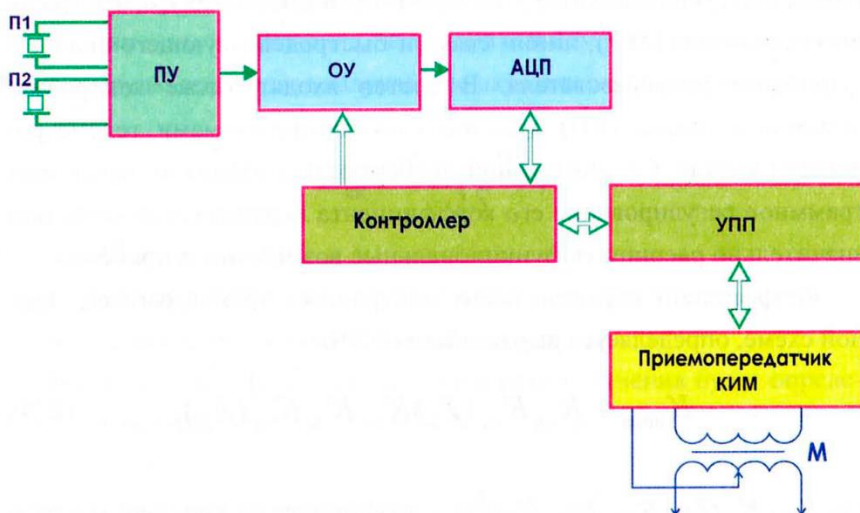 П1
П2
ПУ
ОУ
АЦП
Контроллер
УПП
Приемопередатчик
КИМ
М